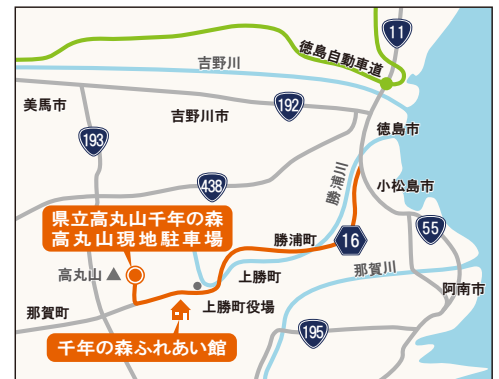 11
徳島自動車道
吉野川
美馬市
192
吉野川市
徳島市
193
勝浦川
438
小松島市
県立高丸山千年の森
高丸山現地駐車場
勝浦町
16
55
高丸山
上勝町
那賀川
阿南市
那賀町
上勝町役場
195
千年の森ふれあい館